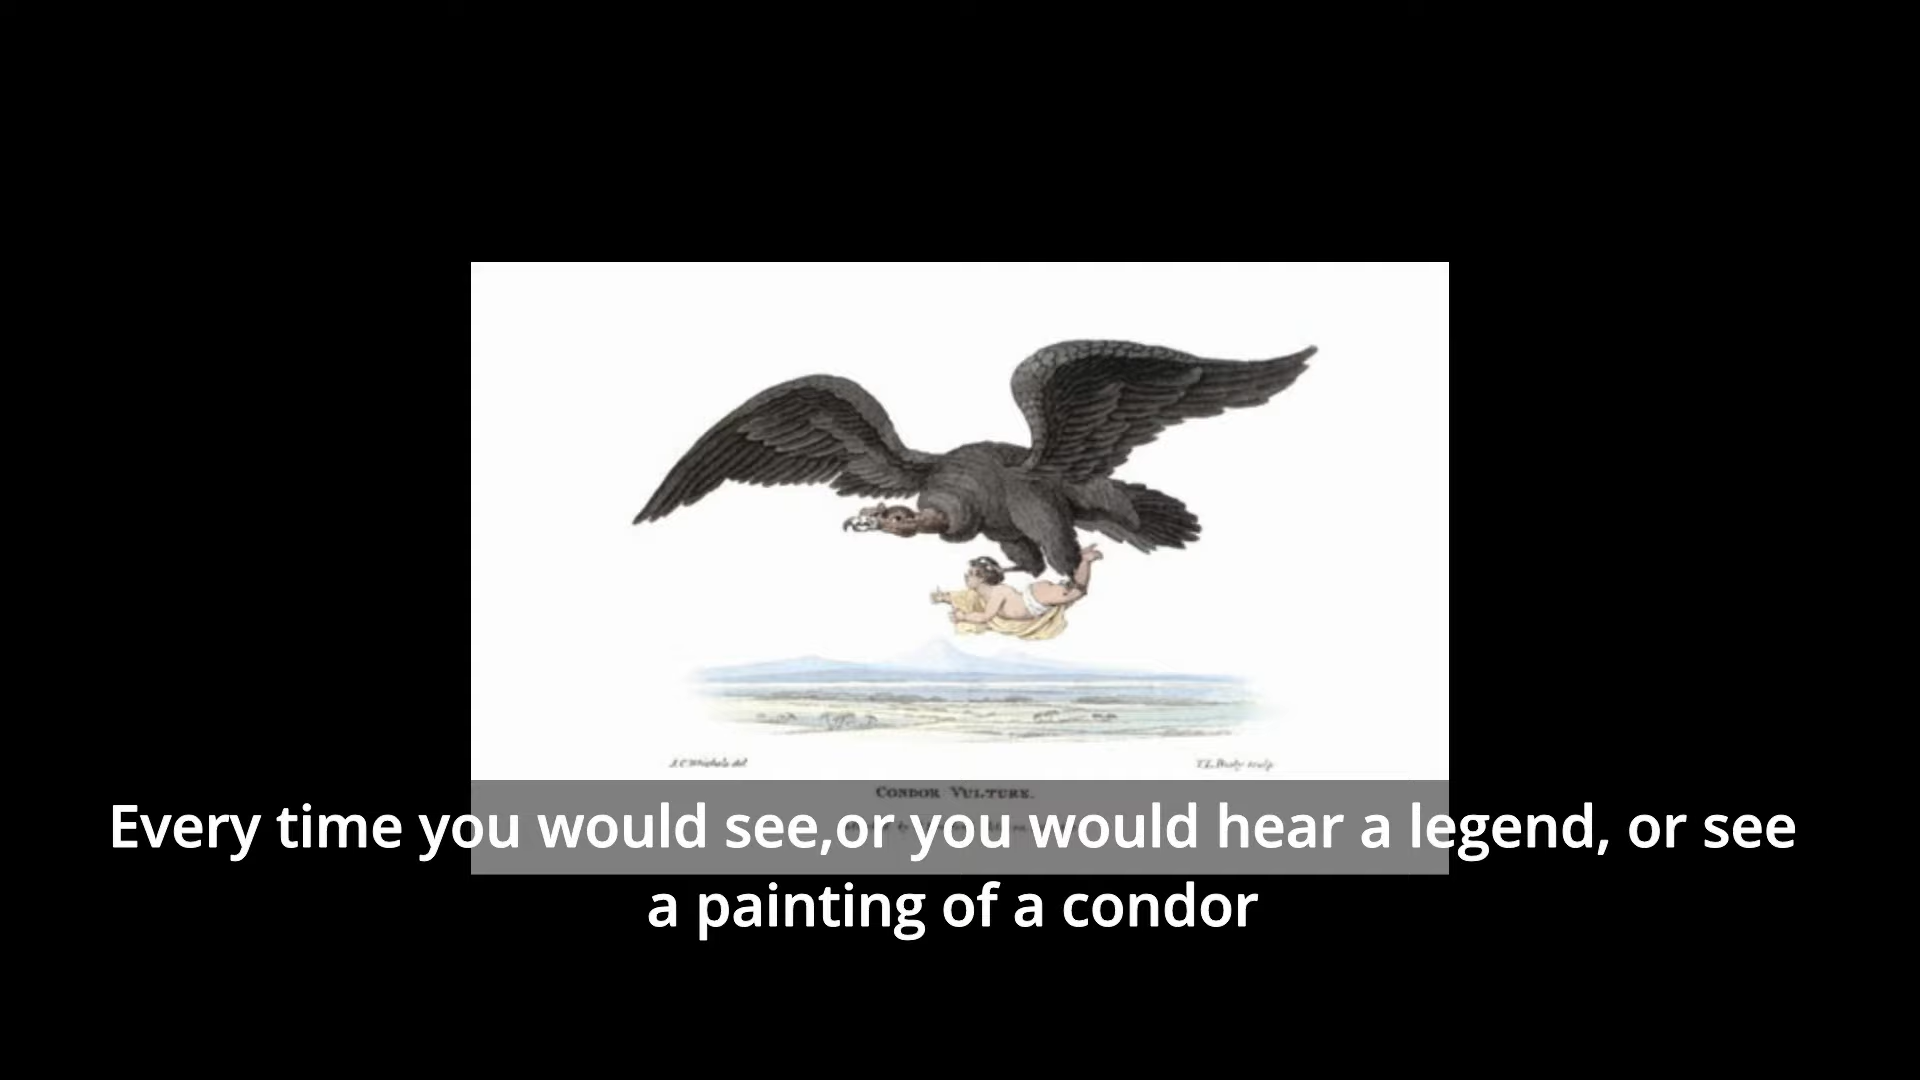 CONDOR VULTURE.
Every time you would see,or you would hear a legend, or see
a painting of a condor